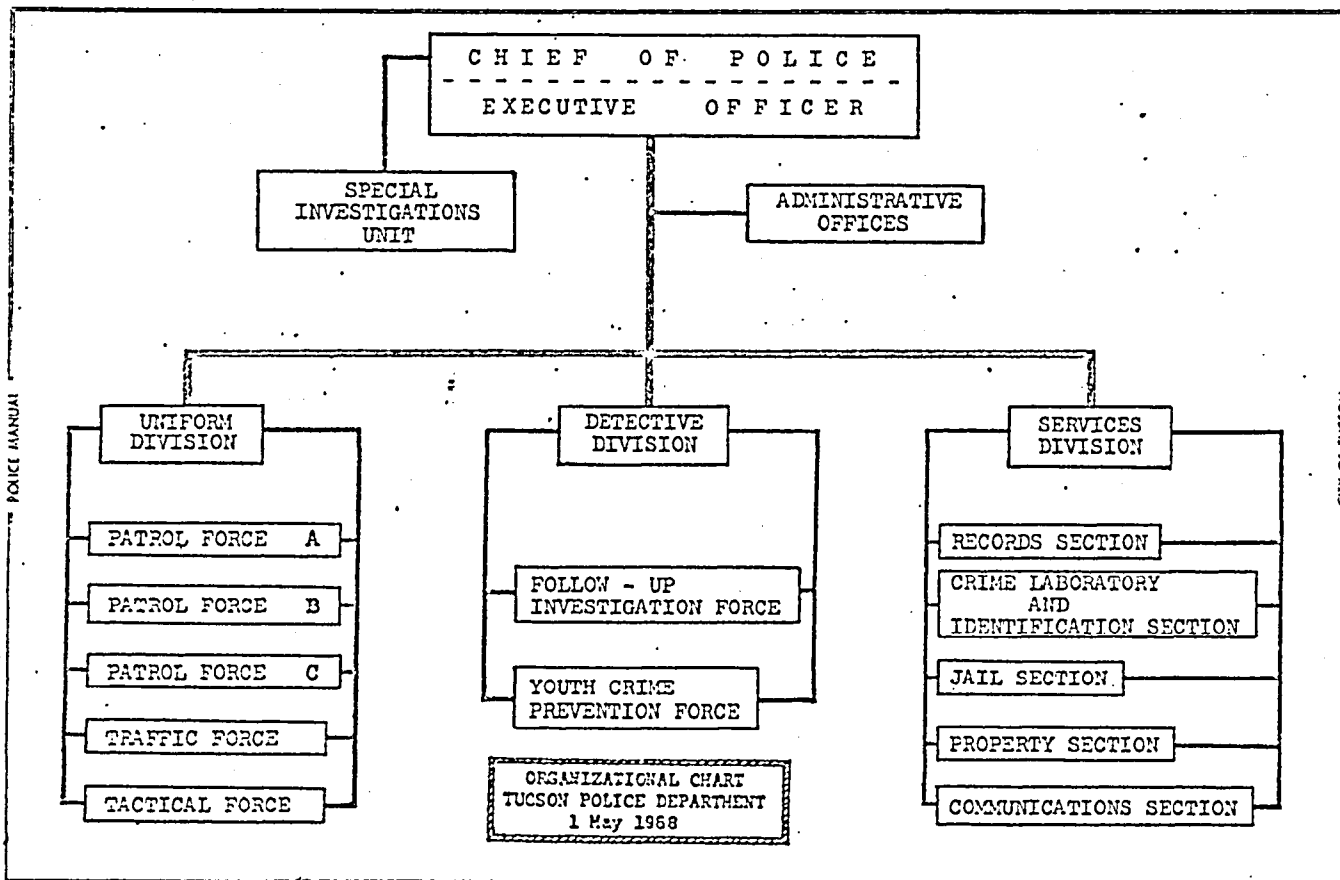 CHIEF OF POLICE
EXECUTIVE OFFICER
SPECIAL
INVESTIGATIONS
UNIT
ADMINISTRATIVE
OFFICES
POLICE MANUAL
UNIFORM
DIVISION
PATROL FORCE A
PATROL FORCE B
PATROL FORCE C
TRAFFIC FORCE
TACTICAL FORCE
DETECTIVE
DIVISION
FOLLOW - UP
INVESTIGATION FORCE
YOUTH CRIME
PREVENTION FORCE
SERVICES
DIVISION
RECORDS SECTION
CRIME LABORATORY
AND
IDENTIFICATION SECTION
JAIL SECTION
PROPERTY SECTION
COMMUNICATIONS SECTION
ORGANIZATIONAL CHART
TUCSON POLICE DEPARTMENT
1 May 1968